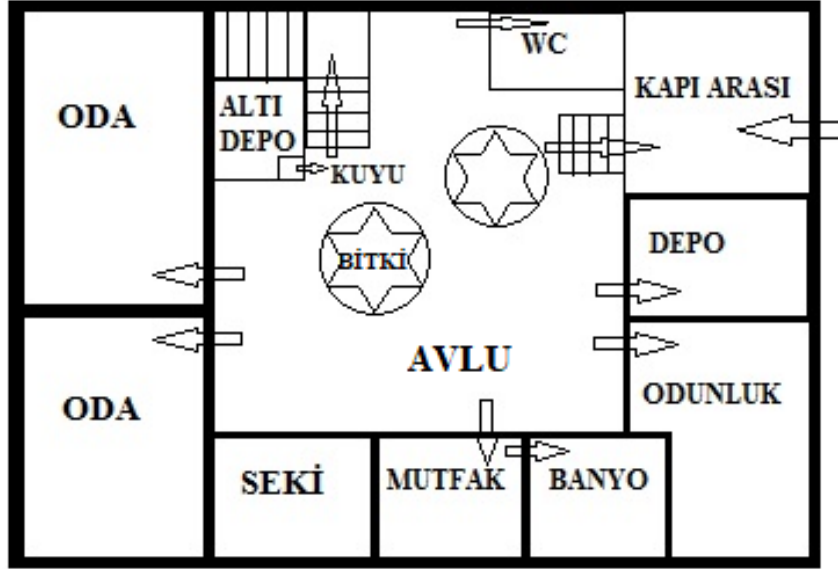 WC
KAPI ARASI
ODA
ALTI
DEPO
KUYU
DEPO
BİTKİ
AVLU
ODUNLUK
ODA
SEKİ
MUTFAK
BANYO